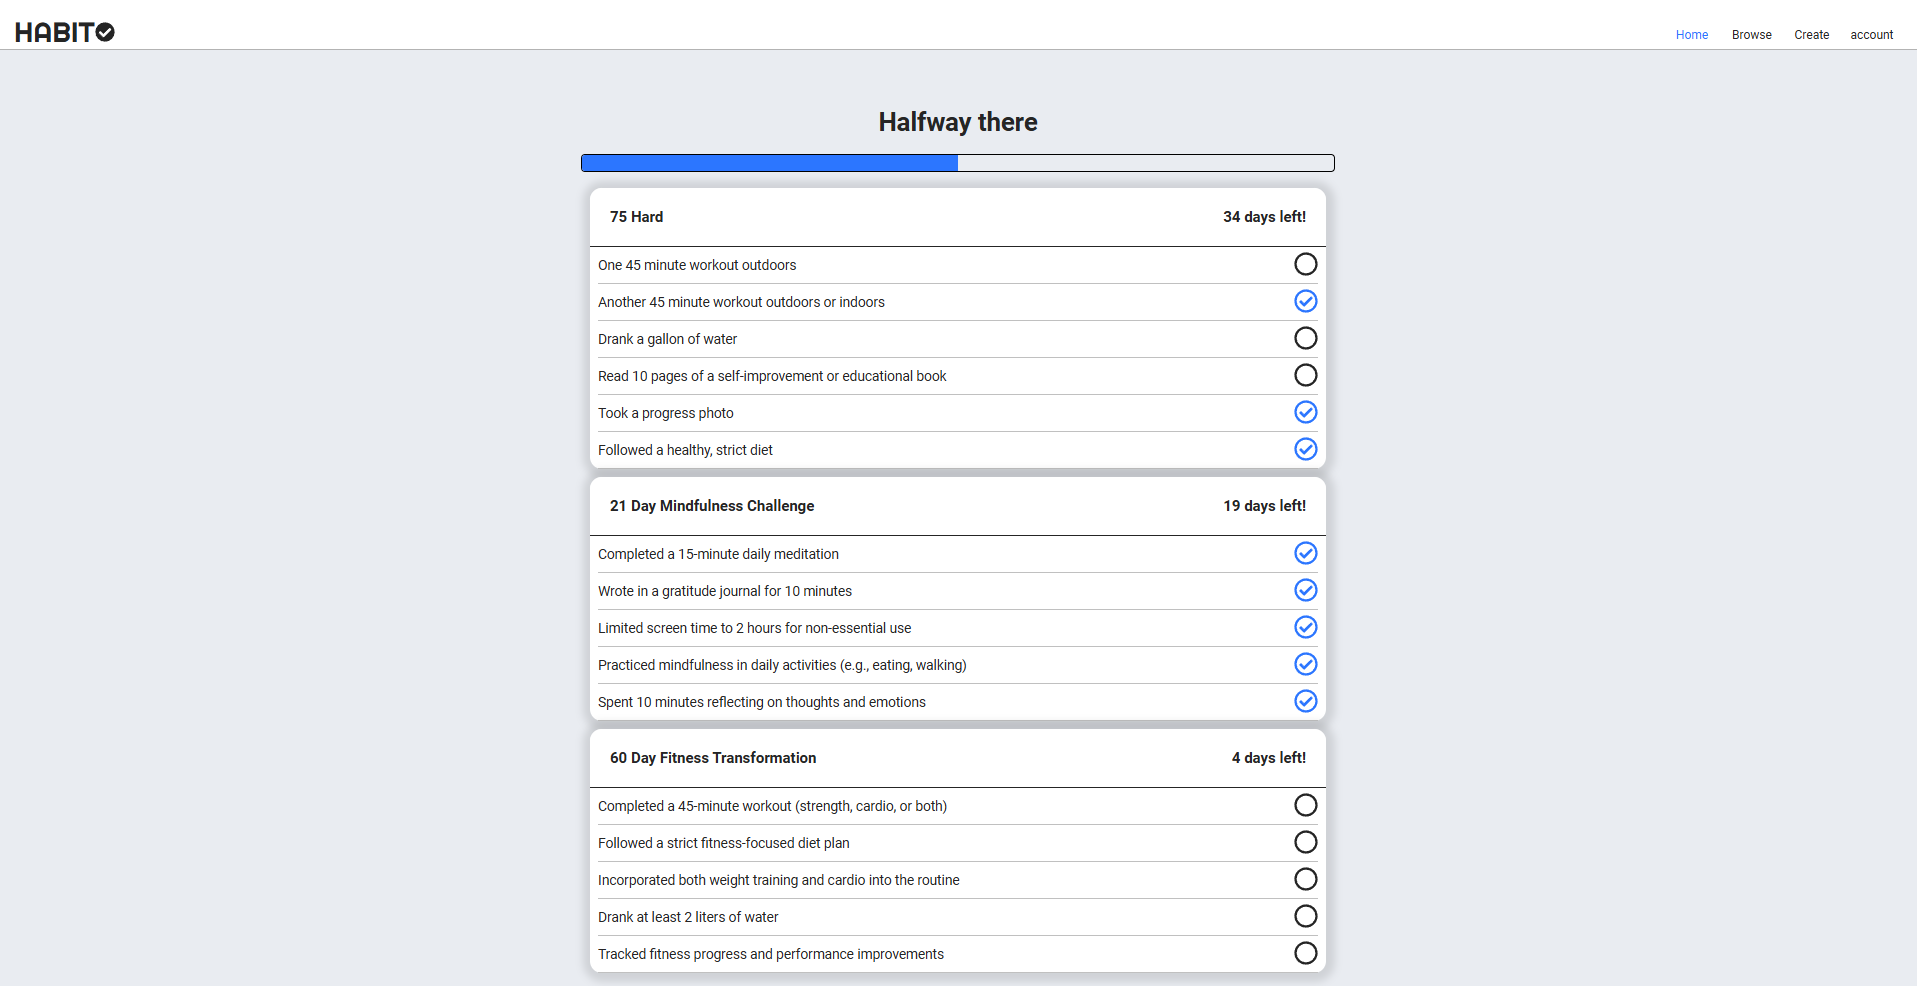 HABITO
Home Browse Create account
Halfway there
75 Hard 34 days left!
One 45 minute workout outdoors
Another 45 minute workout outdoors or indoors
Drank a gallon of water
Read 10 pages of a self-improvement or educational book
Took a progress photo
Followed a healthy, strict diet
21 Day Mindfulness Challenge 19 days left!
Completed a 15-minute daily meditation
Wrote in a gratitude journal for 10 minutes
Limited screen time to 2 hours for non-essential use
Practiced mindfulness in daily activities (e.g., eating, walking)
Spent 10 minutes reflecting on thoughts and emotions
60 Day Fitness Transformation 4 days left!
Completed a 45-minute workout (strength, cardio, or both)
Followed a strict fitness-focused diet plan
Incorporated both weight training and cardio into the routine
Drank at least 2 liters of water
Tracked fitness progress and performance improvements